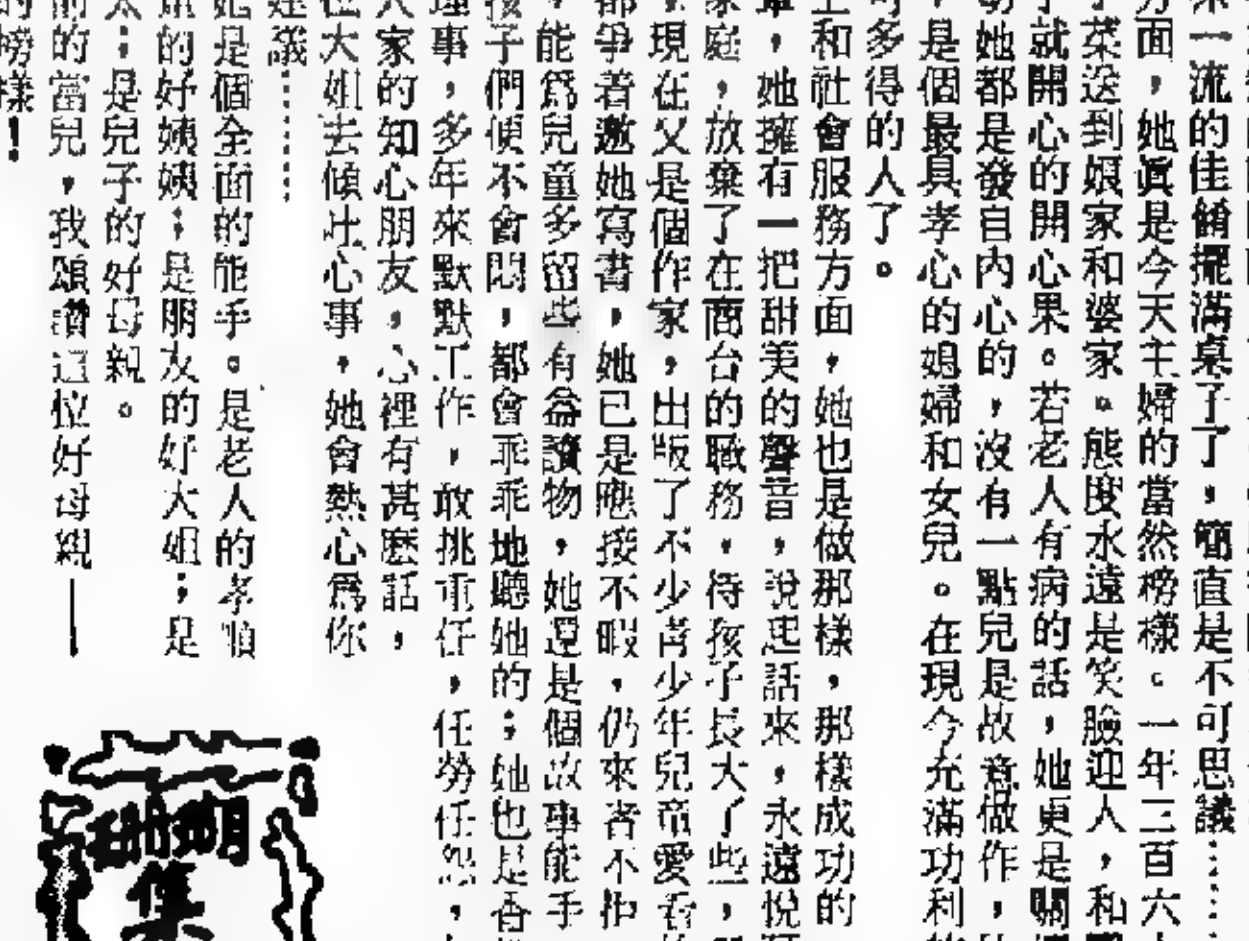 一流的佳餚擺滿桌子了，簡直是不可思議……
方面，她眞是今天主婦的當然榜樣。一年三百六
菜送到娘家和婆家。態度永遠是笑臉迎人，和
就開心的開心果。若老人有病的話，她更是關
她都是發自內心的，沒有一點兒是故意做作，
是個最具孝心的媳婦和女兒。在現今充滿功利
多得的人了。
和社會服務方面，她也是做那樣，那樣成功的
，她擁有一把甜美的聲音，說起話來，永遠悅
家庭，放棄了在商台的職務，待孩子長大了些，
現在又是個作家，出版了不少靑少年兒童愛看
都爭着邀她寫書，她已是應接不暇，仍來者不拒
，能爲兒童多留些有益讀物，她還是個故事能手
孩子們便不會悶，都會乖乖地聽她的；她也是香
理事，多年來默默工作，敢挑重任，任勞任怨，
人家的知心朋友，心裡有甚麽話，
大姐去傾吐心事，她會熱心爲你
議……
她是個全面的能手。是老人的孝順
的好姨姨；是朋友的好大姐；是
太；是兒子的好母親。
前的當兒，我頌讚這位好母親——
的榜樣！
珊瑚集